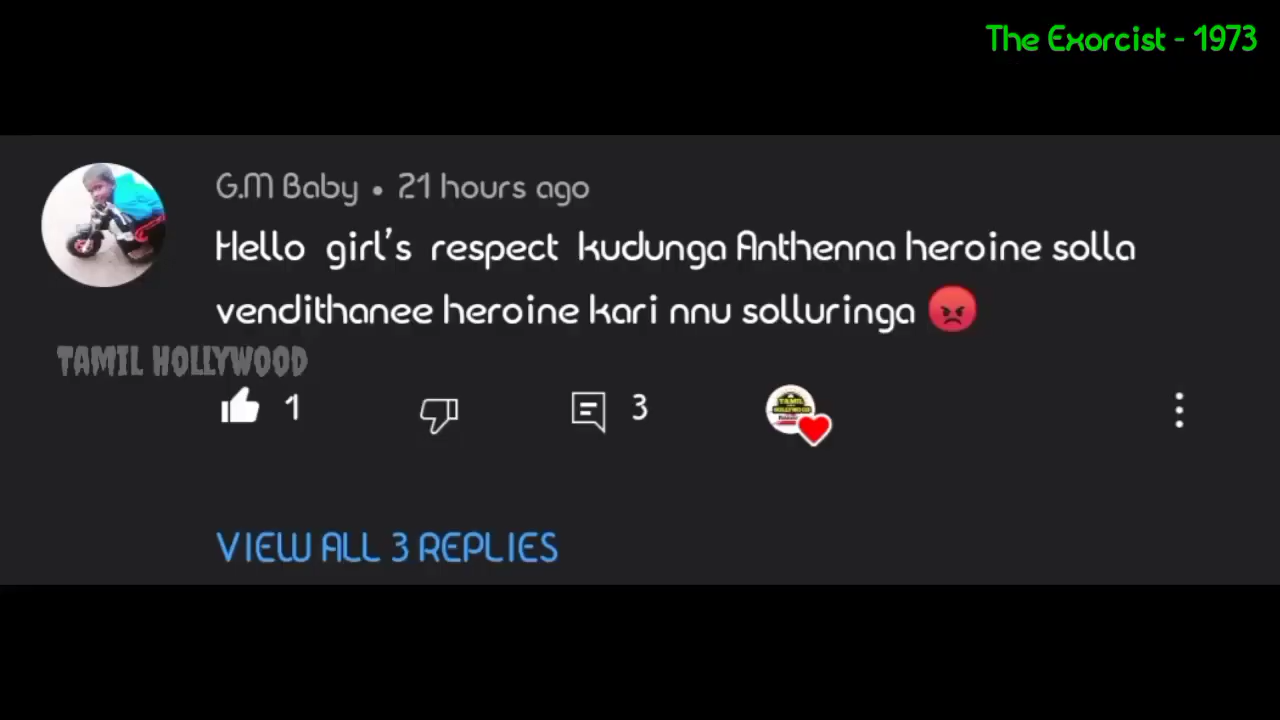 The Exorcist - 1973
G.M Baby • 21 hours ago
Hello girl's respect kudunga Anthenna heroine solla
vendithanee heroine kari nnu solluringa 😡
TAMIL HOLLYWOOD
1
3
VIEW ALL 3 REPLIES